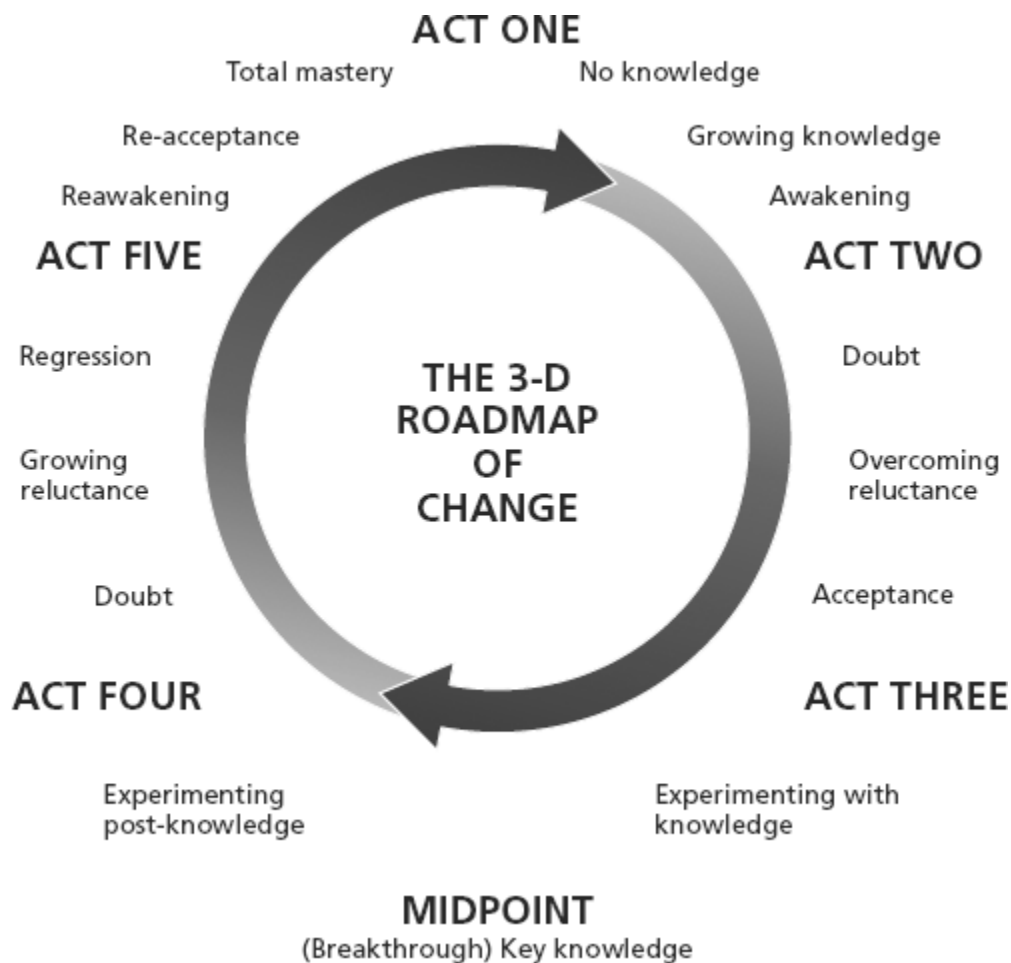 ACT ONE
Total mastery
No knowledge
Re-acceptance
Growing knowledge
Reawakening
Awakening
ACT FIVE
ACT TWO
Regression
Doubt
THE 3-D
ROADMAP
OF
CHANGE
Growing
reluctance
Overcoming
reluctance
Doubt
Acceptance
ACT FOUR
ACT THREE
Experimenting
post-knowledge
Experimenting with
knowledge
MIDPOINT
(Breakthrough) Key knowledge